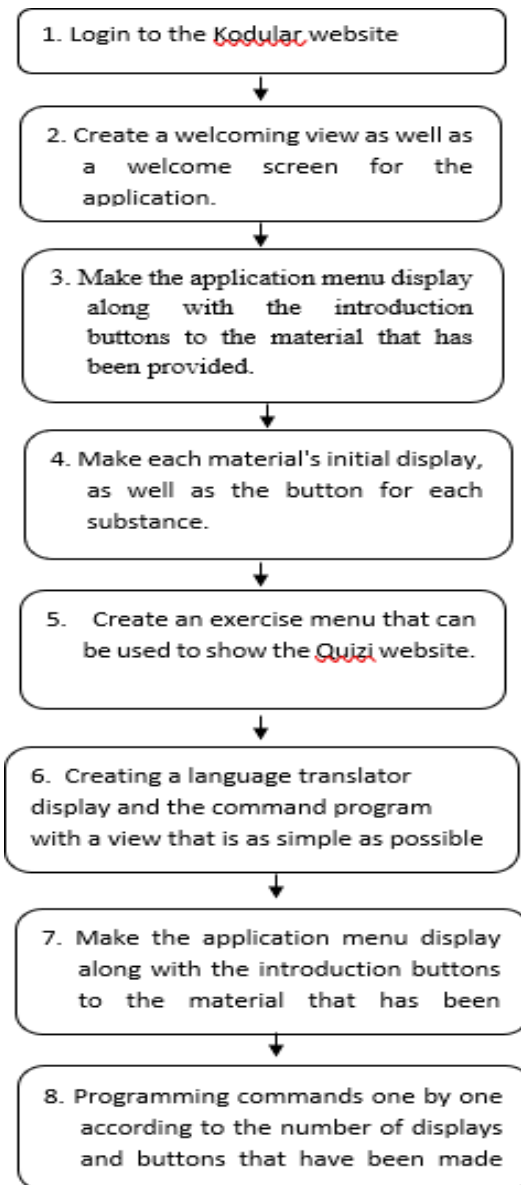 1. Login to the Kodular website
2. Create a welcoming view as well as
a welcome screen for the
application.
3. Make the application menu display
along with the introduction
buttons to the material that has
been provided.
4. Make each material's initial display,
as well as the button for each
substance.
5. Create an exercise menu that can
be used to show the Quizi website.
6. Creating a language translator
display and the command program
with a view that is as simple as possible
7. Make the application menu display
along with the introduction buttons
to the material that has been
8. Programming commands one by one
according to the number of displays
and buttons that have been made